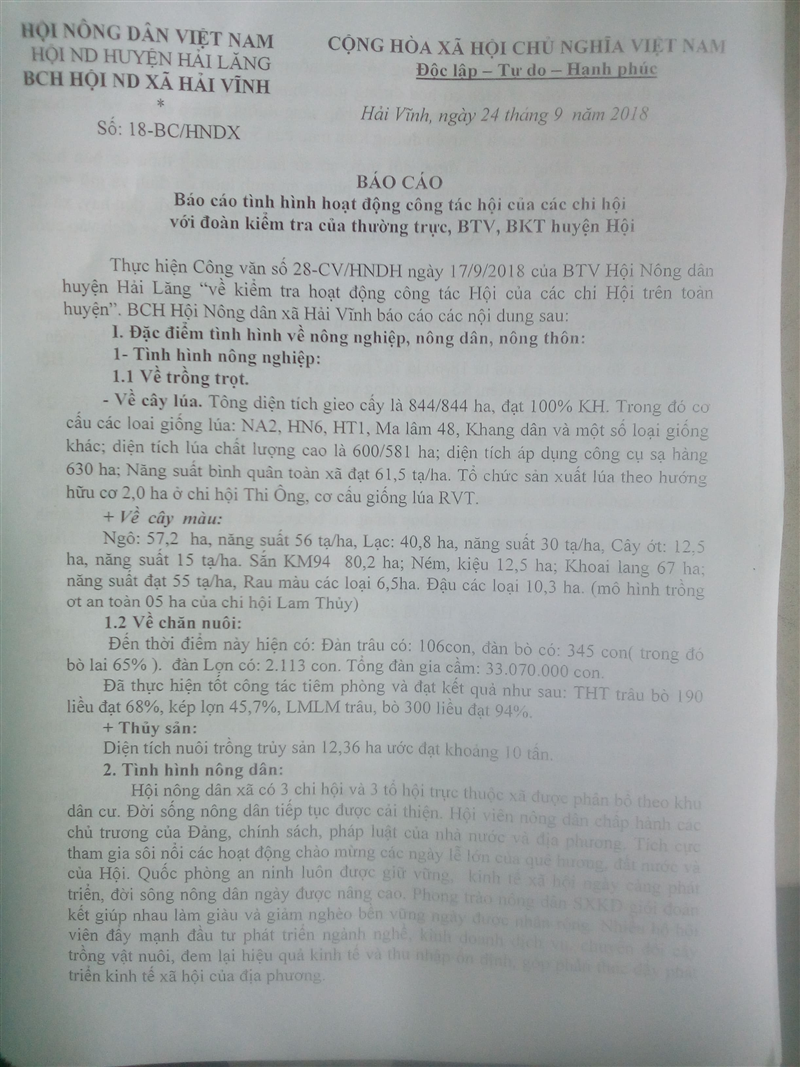 HỘI NÔNG DÂN VIỆT NAM
HỘI ND HUYỆN HẢI LĂNG
BCH HỘI ND XÃ HẢI VĨNH
*
Số: 18-BC/HNDX
CỘNG HÒA XÃ HỘI CHỦ NGHĨA VIỆT NAM
Độc lập – Tự do – Hạnh phúc
Hải Vĩnh, ngày 24 tháng 9 năm 2018
BÁO CÁO
Báo cáo tình hình hoạt động công tác hội của các chi hội
với đoàn kiểm tra của thường trực, BTV, BKT huyện Hội
Thực hiện Công văn số 28-CV/HNDH ngày 17/9/2018 của BTV Hội Nông dân
huyện Hải Lăng “về kiểm tra hoạt động công tác Hội của các chi Hội trên toàn
huyện”. BCH Hội Nông dân xã Hải Vĩnh báo cáo các nội dung sau:
1. Đặc điểm tình hình về nông nghiệp, nông dân, nông thôn:
1- Tình hình nông nghiệp:
1.1 Về trồng trọt.
- Về cây lúa. Tổng diện tích gieo cấy là 844/844 ha, đạt 100% KH. Trong đó cơ
cấu các loai giống lúa: NA2, HN6, HT1, Ma lâm 48, Khang dân và một số loại giống
khác; diện tích lúa chất lượng cao là 600/581 ha; diện tích áp dụng công cụ sạ hàng
630 ha; Năng suất bình quân toàn xã đạt 61,5 tạ/ha. Tổ chức sản xuất lúa theo hướng
hữu cơ 2,0 ha ở chi hội Thi Ông, cơ cấu giống lúa RVT.
+ Về cây màu:
Ngô: 57,2 ha, năng suất 56 tạ/ha, Lạc: 40,8 ha, năng suất 30 tạ/ha, Cây ớt: 12,5
ha, năng suất 15 tạ/ha. Sắn KM94 80,2 ha; Ném, kiệu 12,5 ha; Khoai lang 67 ha;
năng suất đạt 55 tạ/ha, Rau màu các loại 6,5ha. Đậu các loại 10,3 ha. (mô hình trồng
ơt an toàn 05 ha của chi hội Lam Thủy)
1.2 Về chăn nuôi:
Đến thời điểm này hiện có: Đàn trâu có: 106con, đàn bò có: 345 con( trong đó
bò lai 65% ). đàn Lợn có: 2.113 con. Tổng đàn gia cầm: 33.070.000 con.
Đã thực hiện tốt công tác tiêm phòng và đạt kết quả như sau: THT trâu bò 190
liều đạt 68%, kép lợn 45,7%, LMLM trâu, bò 300 liều đạt 94%.
+ Thủy sản:
Diện tích nuôi trồng trủy sản 12,36 ha ước đạt khoảng 10 tấn.
2. Tình hình nông dân:
Hội nông dân xã có 3 chi hội và 3 tổ hội trực thuộc xã được phân bố theo khu
dân cư. Đời sống nông dân tiếp tục được cải thiện. Hội viên nông dân chấp hành các
chủ trương của Đảng, chính sách, pháp luật của nhà nước và địa phương. Tích cực
tham gia sôi nổi các hoạt động chào mừng các ngày lễ lớn của quê hương, đất nước và
của Hội. Quốc phòng an ninh luôn được giữ vững, kinh tế xã hội ngày càng phát
triển, đời sông nông dân ngày được nâng cao. Phong trào nông dân SXKD giỏi đoàn
kết giúp nhau làm giàu và giảm nghèo bền vững ngày được nhân rộng. Nhiều hộ hội
viên đẩy mạnh đầu tư phát triển ngành nghề, kinh doanh dịch vụ, chuyển đổi cây
trồng vật nuôi, đem lại hiệu quả kinh tế và thu nhập ổn định, góp phần thúc đẩy phát
triển kinh tế xã hội của địa phương.